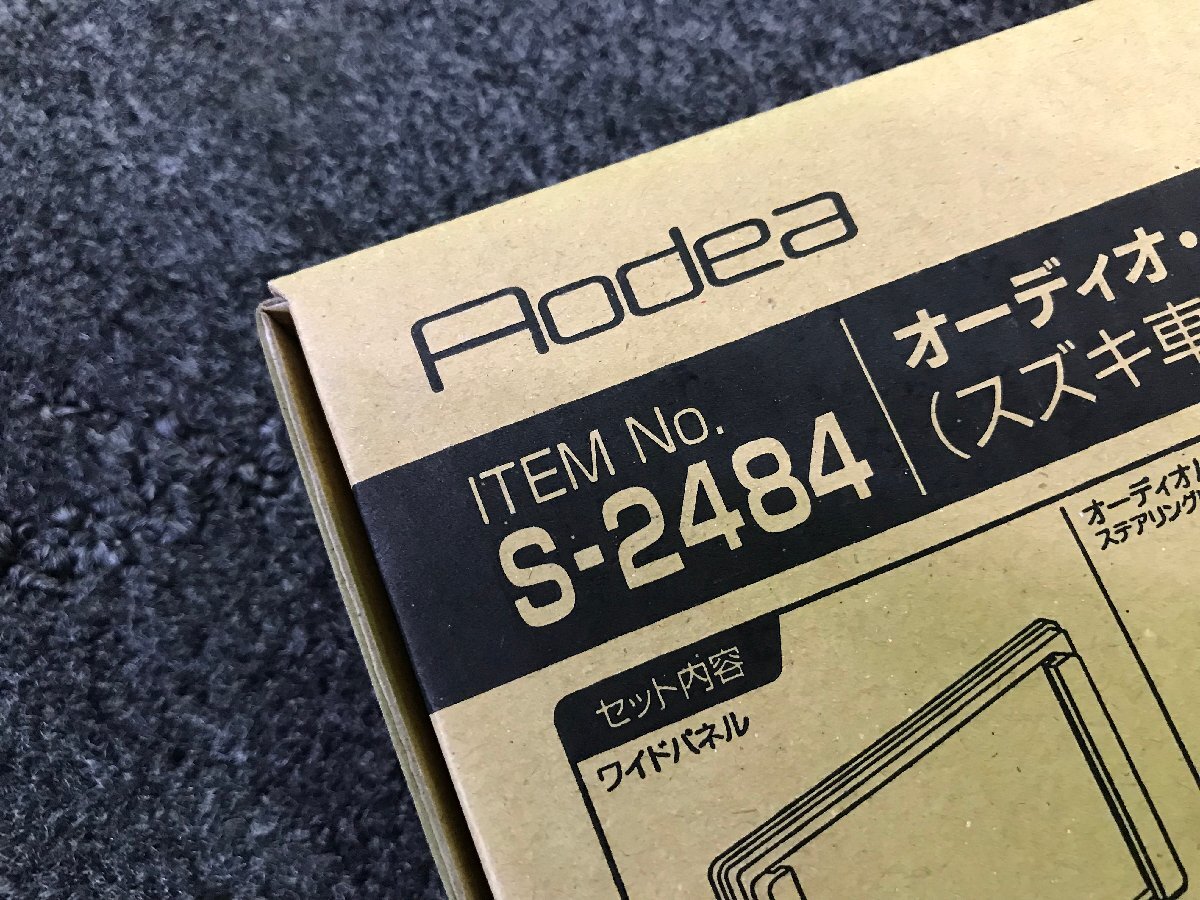 Aodea
ITEM No.
S-2484
オーディオ・
(スズキ車
セット内容
ワイドパネル
オーディオ
ステアリング